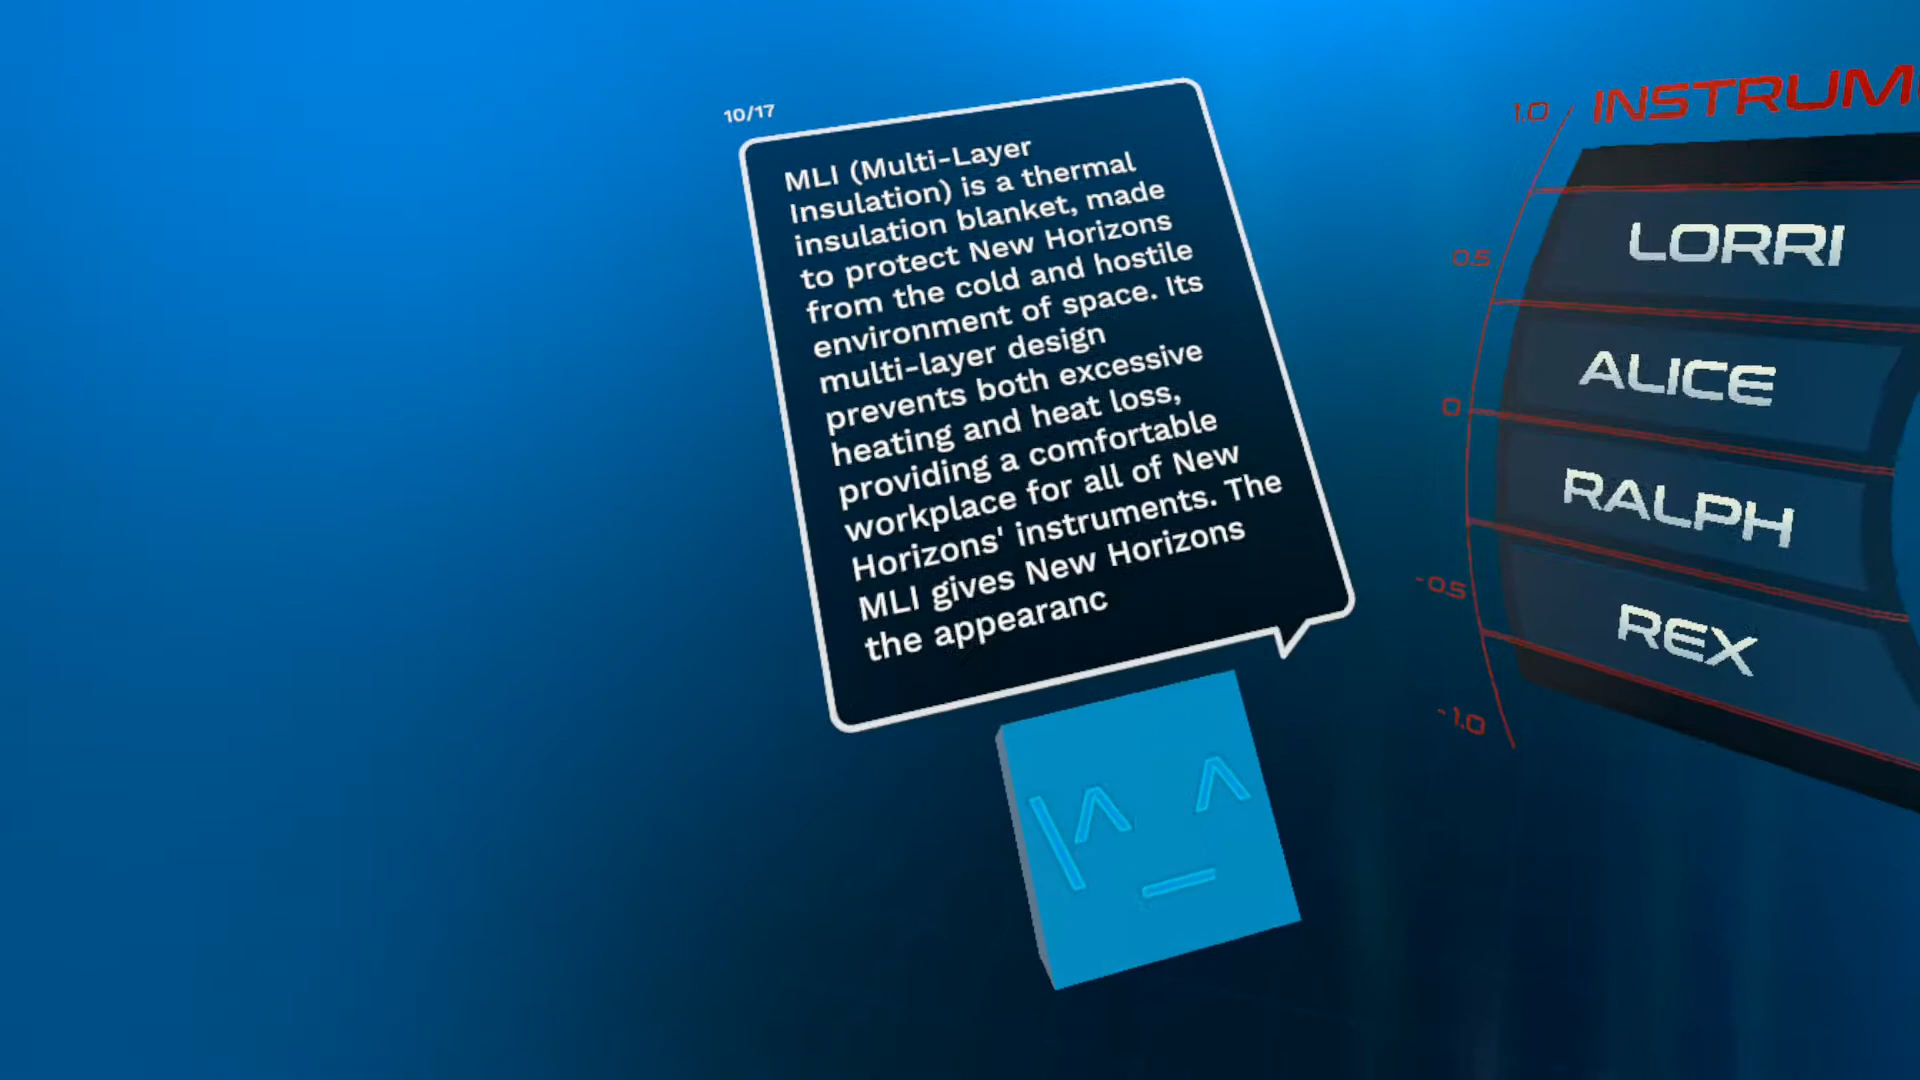 10/17
MLI (Multi-Layer
Insulation) is a thermal
insulation blanket, made
to protect New Horizons
from the cold and hostile
environment of space. Its
multi-layer design
prevents both excessive
heating and heat loss,
providing a comfortable
workplace for all of New
Horizons' instruments. The
MLI gives New Horizons
the appearanc
INSTRUM
1.0
0.5
0
-0.5
-1.0
LORRI
ALICE
RALPH
REX